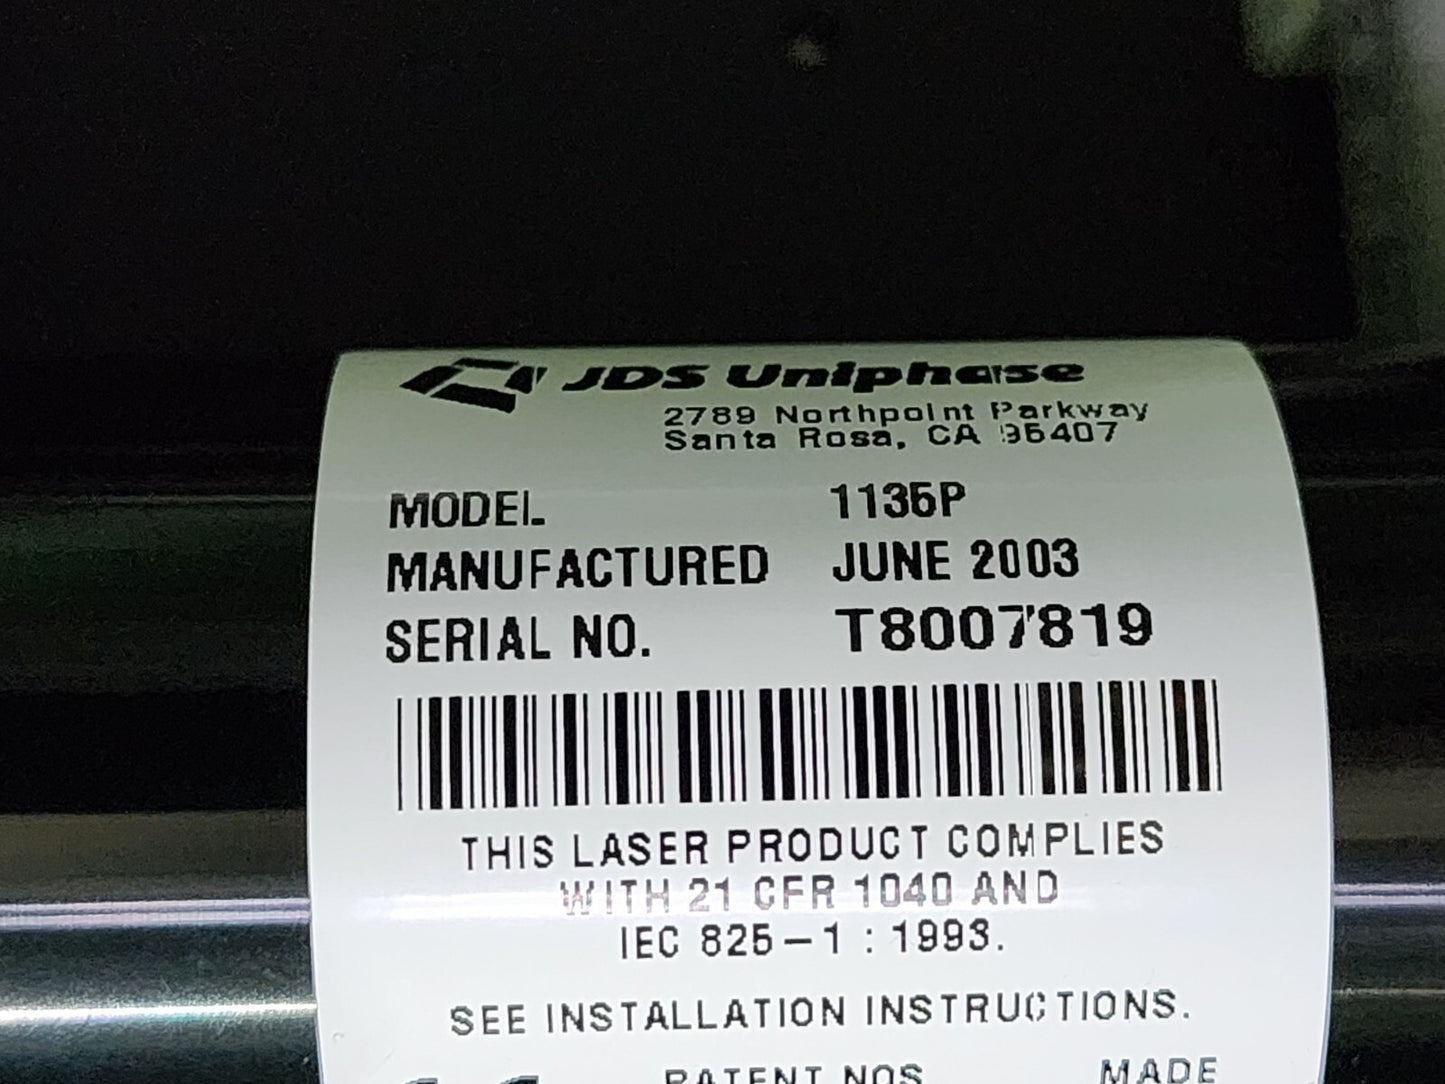 JDS Uniphase
2789 Northpoint Parkway
Santa Rosa, CA 95407
MODEL 1135P
MANUFACTURED JUNE 2003
SERIAL NO. T8007819
THIS LASER PRODUCT COMPLIES
WITH 21 CFR 1040 AND
IEC 825-1 : 1993.
SEE INSTALLATION INSTRUCTIONS.
PATENT NOS MADE